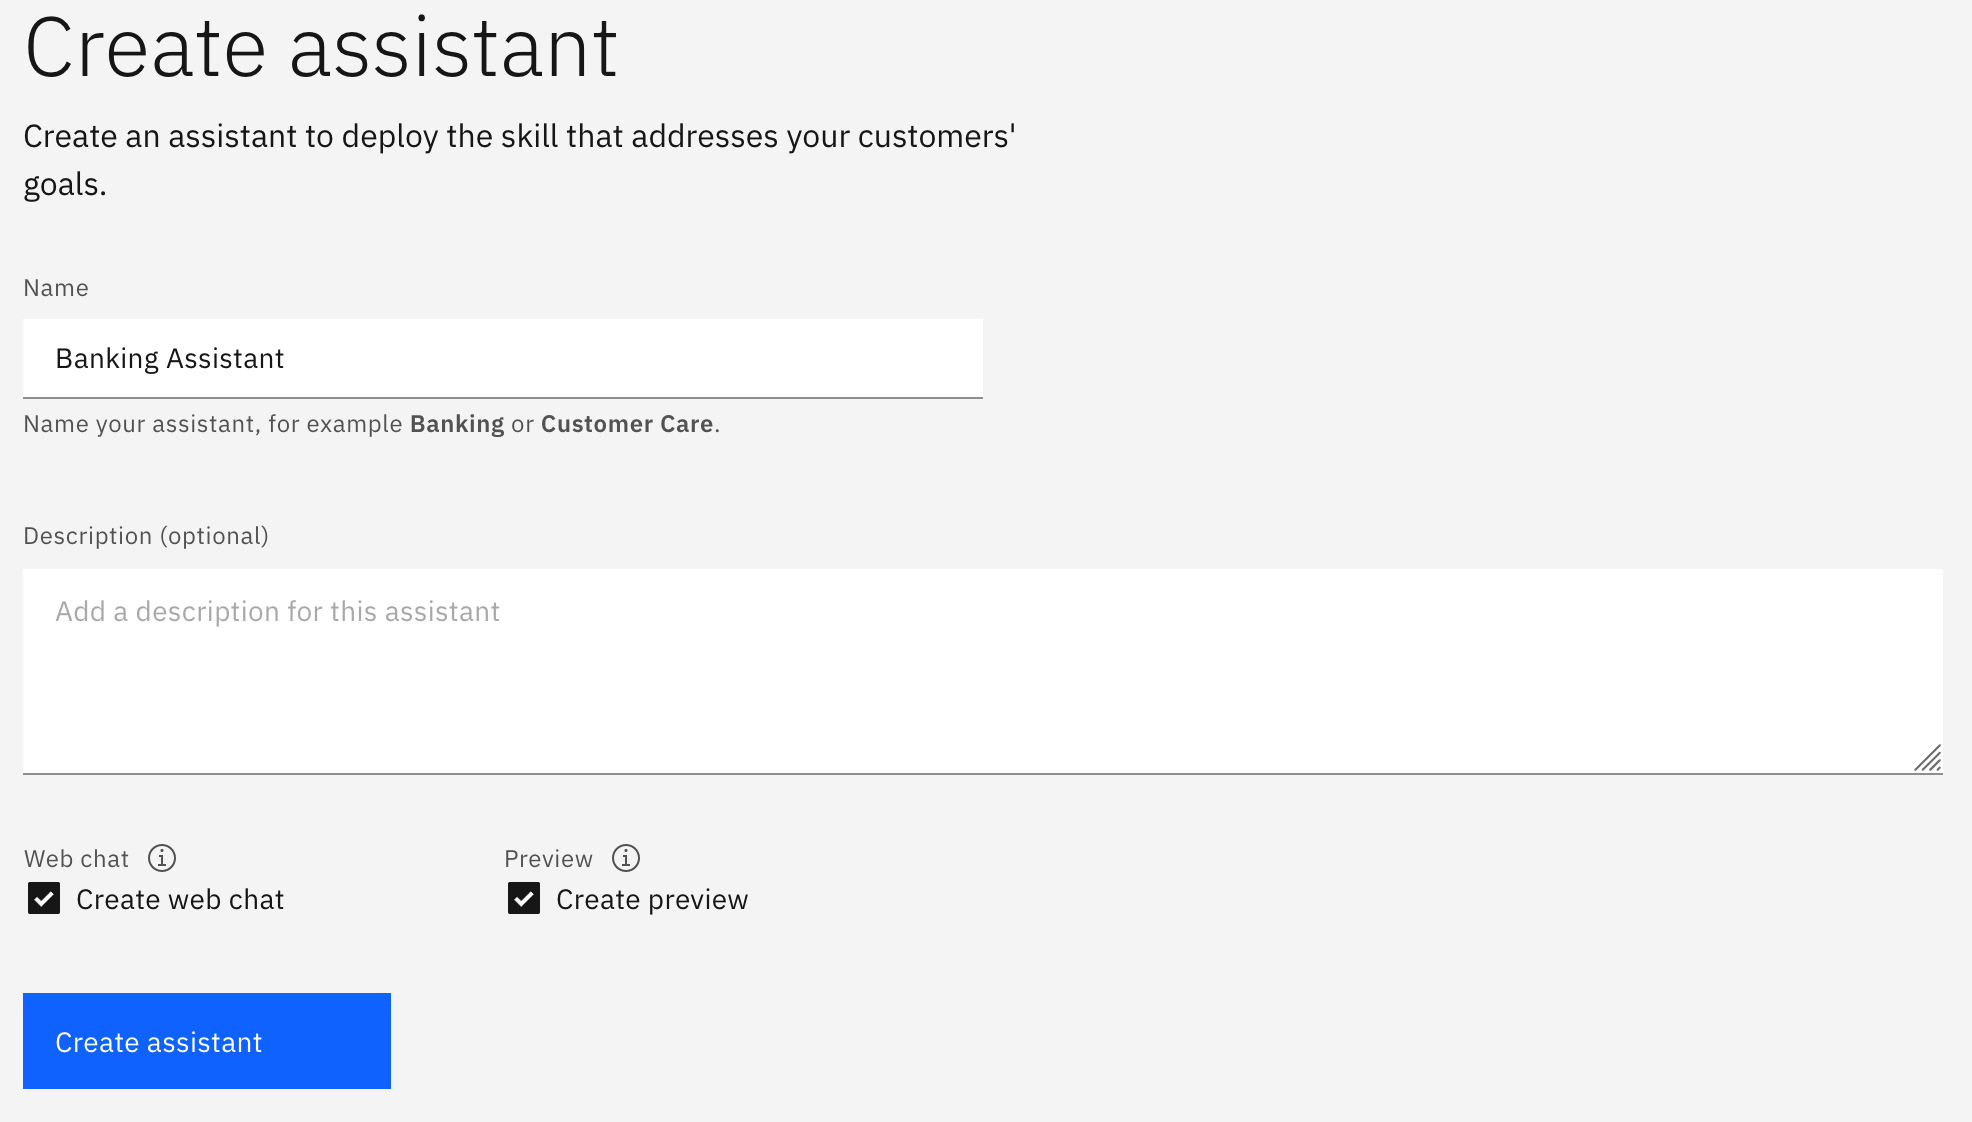 Create assistant
Create an assistant to deploy the skill that addresses your customers'
goals.
Name
Banking Assistant
Name your assistant, for example Banking or Customer Care.
Description (optional)
Add a description for this assistant
Web chat
Preview
Create web chat
Create preview
Create assistant